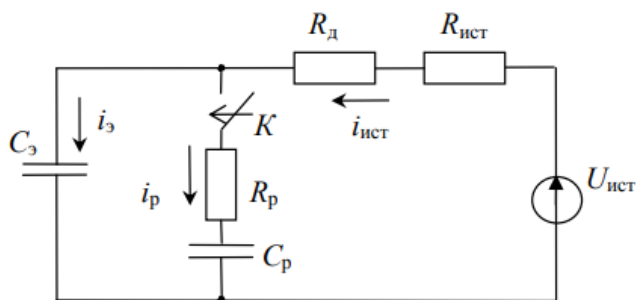 Rд Rист
iэ K iист
Cэ
iр Rр Uист
Cр